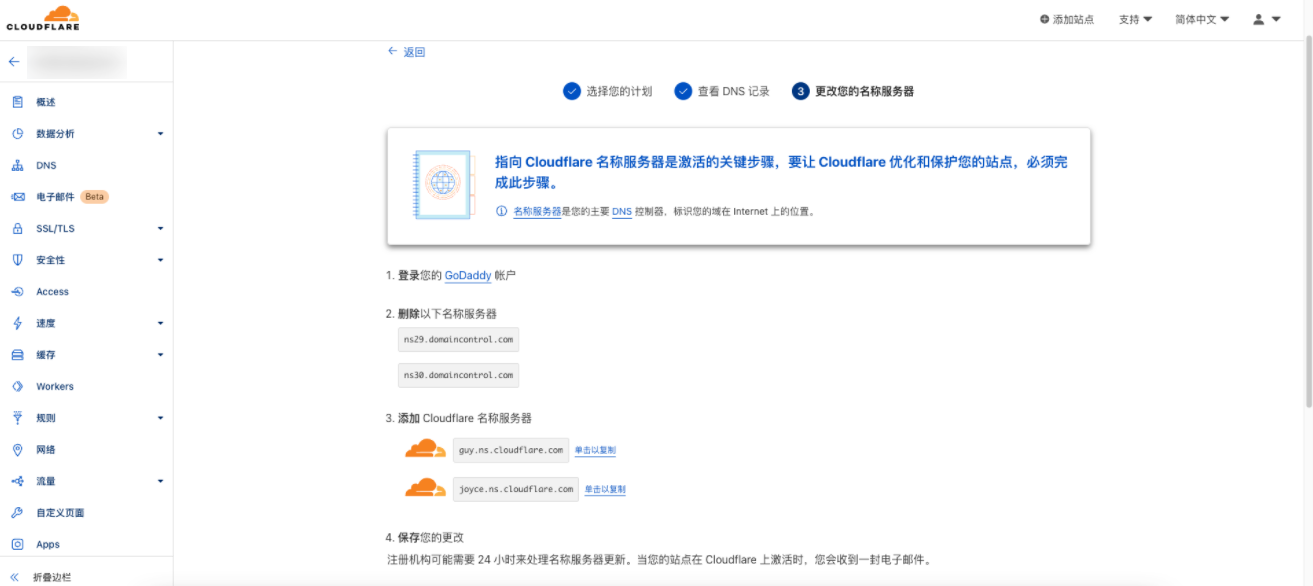 CLOUDFLARE
添加站点 支持 简体中文
返回
选择您的计划 查看 DNS 记录 3 更改您的名称服务器
概述
数据分析
DNS
电子邮件 Beta
SSL/TLS
安全性
Access
速度
缓存
Workers
规则
网络
流量
自定义页面
Apps
折叠边栏
指向 Cloudflare 名称服务器是激活的关键步骤，要让 Cloudflare 优化和保护您的站点，必须完
成此步骤。
名称服务器是您的主要 DNS 控制器，标识您的域在 Internet 上的位置。
1. 登录您的 GoDaddy 帐户
2. 删除以下名称服务器
ns29.domaincontrol.com
ns30.domaincontrol.com
3. 添加 Cloudflare 名称服务器
guy.ns.cloudflare.com 单击以复制
joyce.ns.cloudflare.com 单击以复制
4. 保存您的更改
注册机构可能需要 24 小时来处理名称服务器更新。当您的站点在 Cloudflare 上激活时，您会收到一封电子邮件。